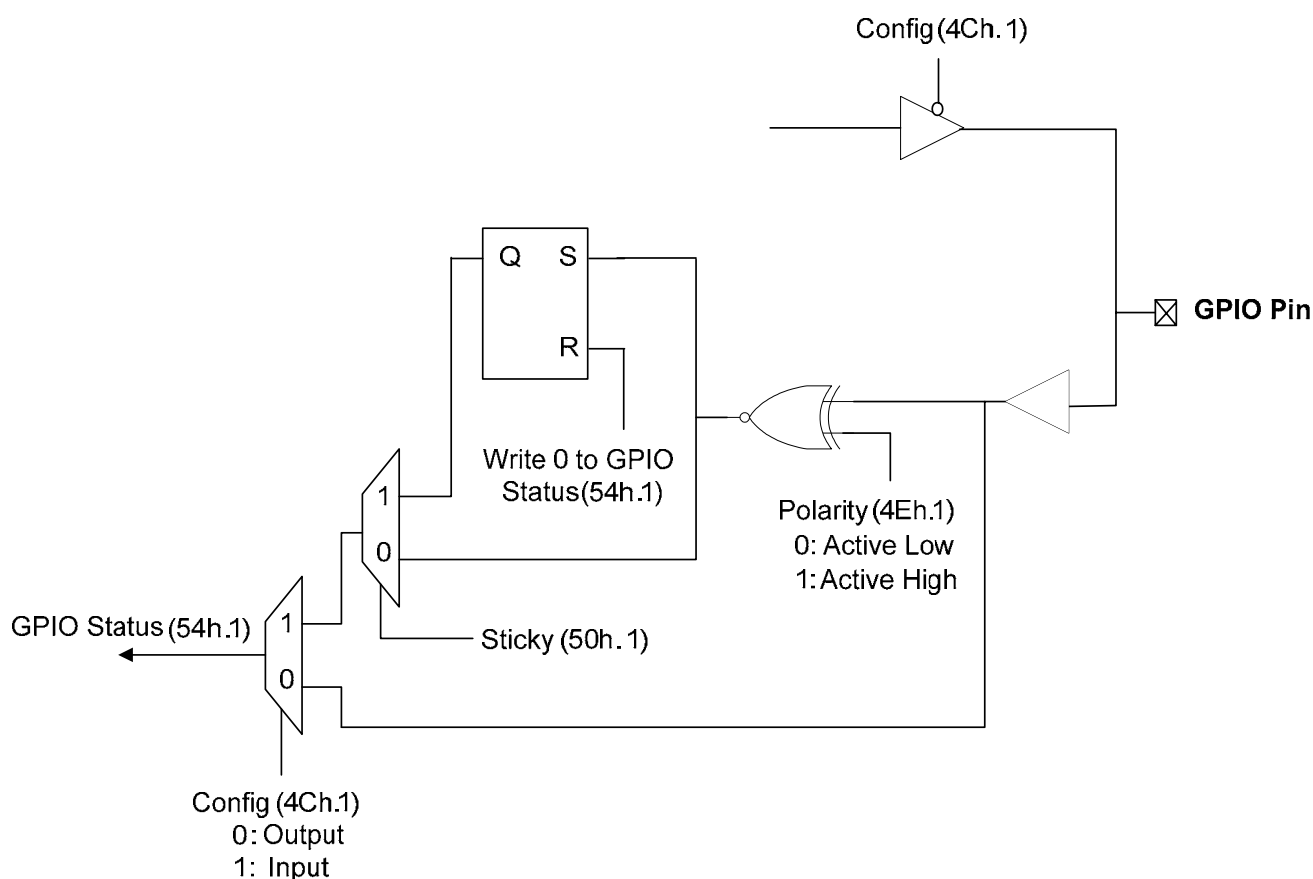 Config (4Ch. 1)
Q
S
R
GPIO Pin
Write 0 to GPIO
Status (54h.1)
Polarity (4Eh.1)
0: Active Low
1: Active High
1
0
GPIO Status (54h.1)
1
0
Sticky (50h. 1)
Config (4Ch.1)
0: Output
1: Input